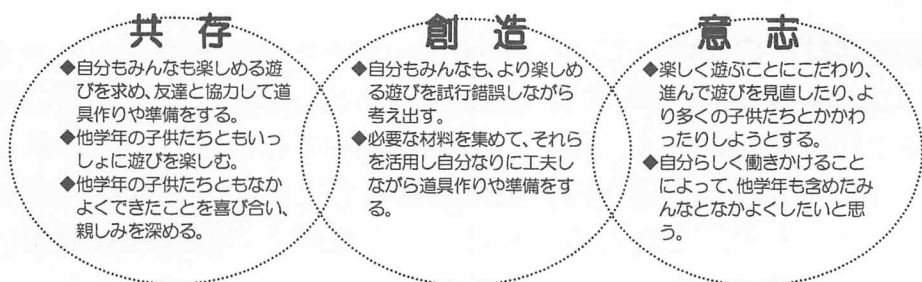 共存
◆自分もみんなも楽しめる遊
びを求め、友達と協力して道
具作りや準備をする。
◆他学年の子供たちともいっ
しょに遊びを楽しむ。
◆他学年の子供たちともなか
よくできたことを喜び合い、
親しみを深める。
創造
◆自分もみんなも、より楽しめ
る遊びを試行錯誤しながら
考え出す。
◆必要な材料を集めて、それら
を活用し自分なりに工夫し
ながら道具作りや準備をす
る。
意志
◆楽しく遊ぶことにこだわり、
進んで遊びを見直したり、よ
り多くの子供たちとかかわ
ったりしようとする。
◆自分らしく働きかけること
によって、他学年も含めたみ
んなとなかよくしたいと思
う。